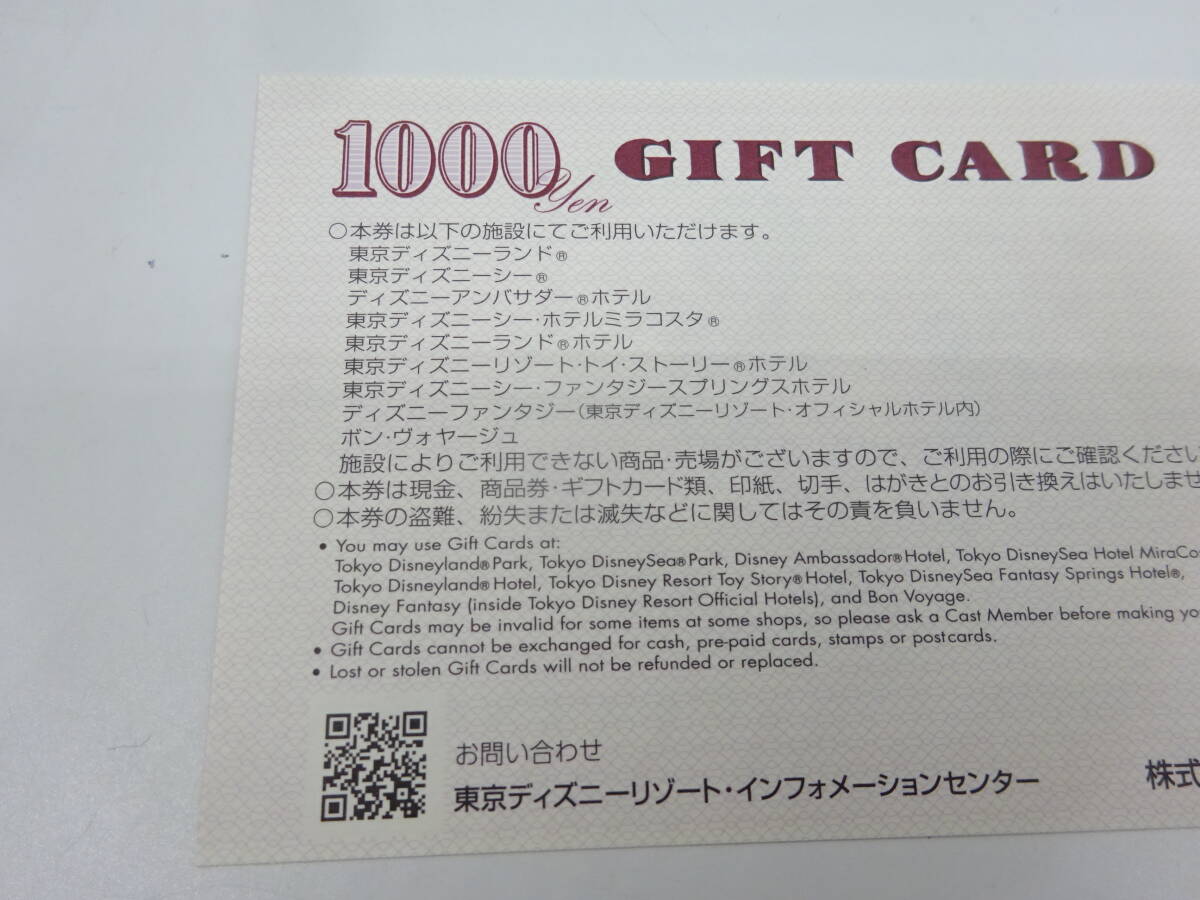 1000 Yen GIFT CARD
○本券は以下の施設にてご利用いただけます。
東京ディズニーランド®
東京ディズニーシー®
ディズニーアンバサダー®ホテル
東京ディズニーシー・ホテルミラコスタ®
東京ディズニーランド®ホテル
東京ディズニーリゾート・トイ・ストーリー®ホテル
東京ディズニーシー・ファンタジースプリングスホテル
ディズニーファンタジー(東京ディズニーリゾート・オフィシャルホテル内)
ボン・ヴォヤージュ
施設によりご利用できない商品・売場がございますので、ご利用の際にご確認ください
○本券は現金、商品券・ギフトカード類、印紙、切手、はがきとのお引き換えはいたしませ
○本券の盗難、紛失または滅失などに関してはその責を負いません。
• You may use Gift Cards at:
Tokyo Disneyland® Park, Tokyo DisneySea® Park, Disney Ambassador® Hotel, Tokyo DisneySea Hotel MiraCos
Tokyo Disneyland® Hotel, Tokyo Disney Resort Toy Story® Hotel, Tokyo DisneySea Fantasy Springs Hotel®,
Disney Fantasy (inside Tokyo Disney Resort Official Hotels), and Bon Voyage.
Gift Cards may be invalid for some items at some shops, so please ask a Cast Member before making yo
• Gift Cards cannot be exchanged for cash, pre-paid cards, stamps or postcards.
• Lost or stolen Gift Cards will not be refunded or replaced.
お問い合わせ
東京ディズニーリゾート・インフォメーションセンター
株式